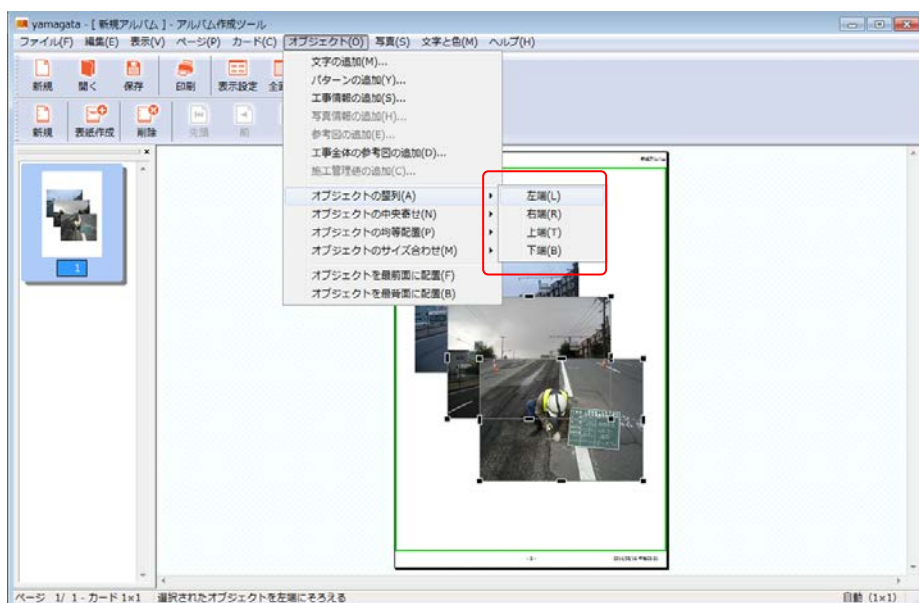 yamagata - [ 新規アルバム ] - アルバム作成ツール
ファイル(F) 編集(E) 表示(V) ページ(P) カード(C) オブジェクト(O) 写真(S) 文字と色(M) ヘルプ(H)
新規 開く 保存 印刷 表示設定
新規 表紙作成 削除 先頭 前
文字の追加(M)...
パターンの追加(Y)...
工事情報の追加(S)...
写真情報の追加(H)...
参考図の追加(E)...
工事全体の参考図の追加(D)...
施工管理値の追加(C)...
オブジェクトの整列(A)
オブジェクトの中央寄せ(N)
オブジェクトの均等配置(P)
オブジェクトのサイズ合わせ(M)
オブジェクトを最前面に配置(F)
オブジェクトを最背面に配置(B)
左端(L)
右端(R)
上端(T)
下端(B)
1
- 1 -
ページ 1/ 1 - カード 1×1 選択されたオブジェクトを左端にそろえる 自動 (1×1)